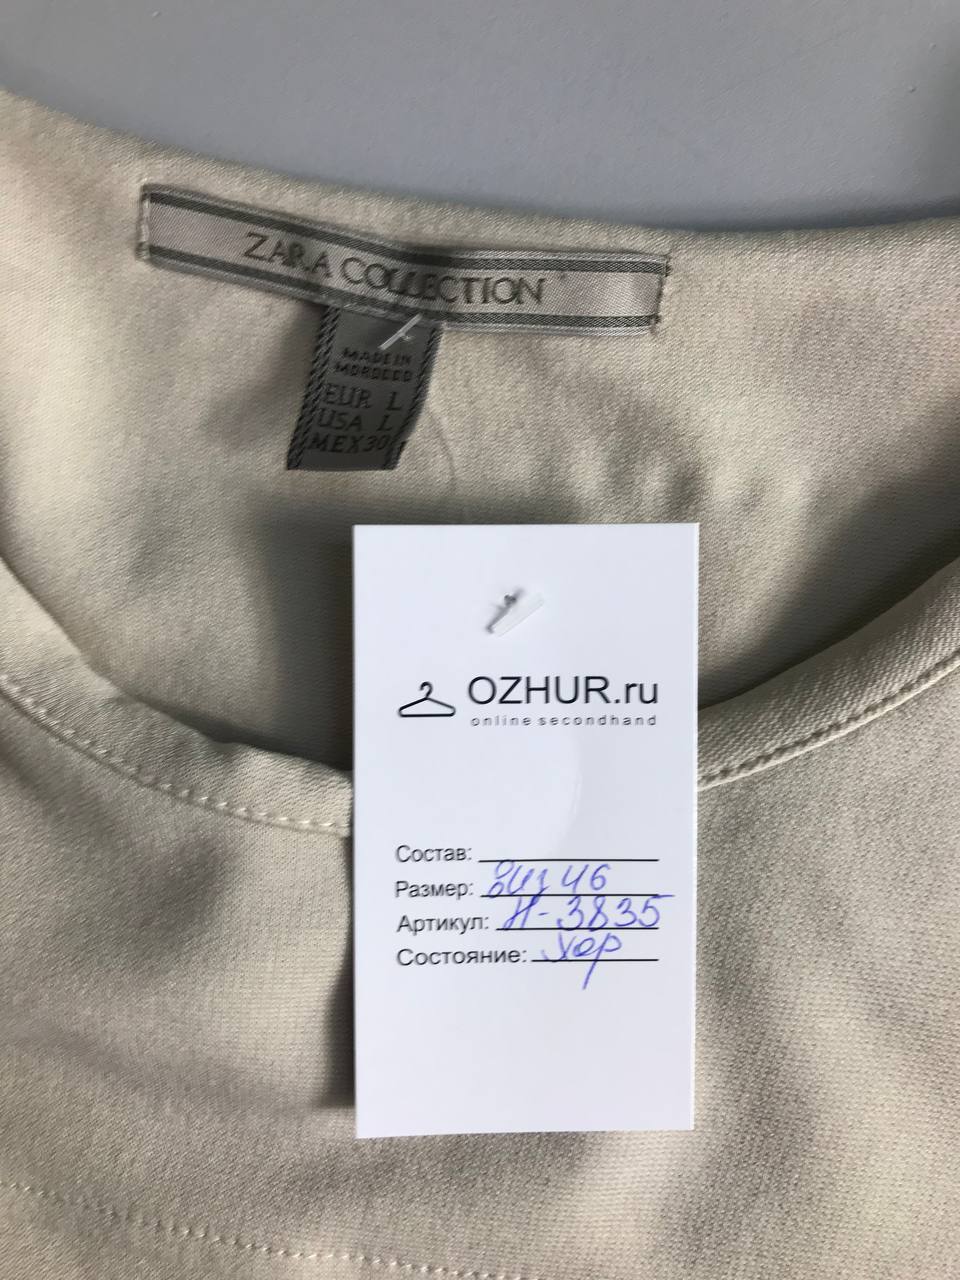 ZARA COLLECTION
MADE IN
MOROCCO
EUR L
USA L
MEX 30
OZHUR.ru
online secondhand
Состав:
Размер: виз 46
Артикул: Н-3835
Состояние: хор